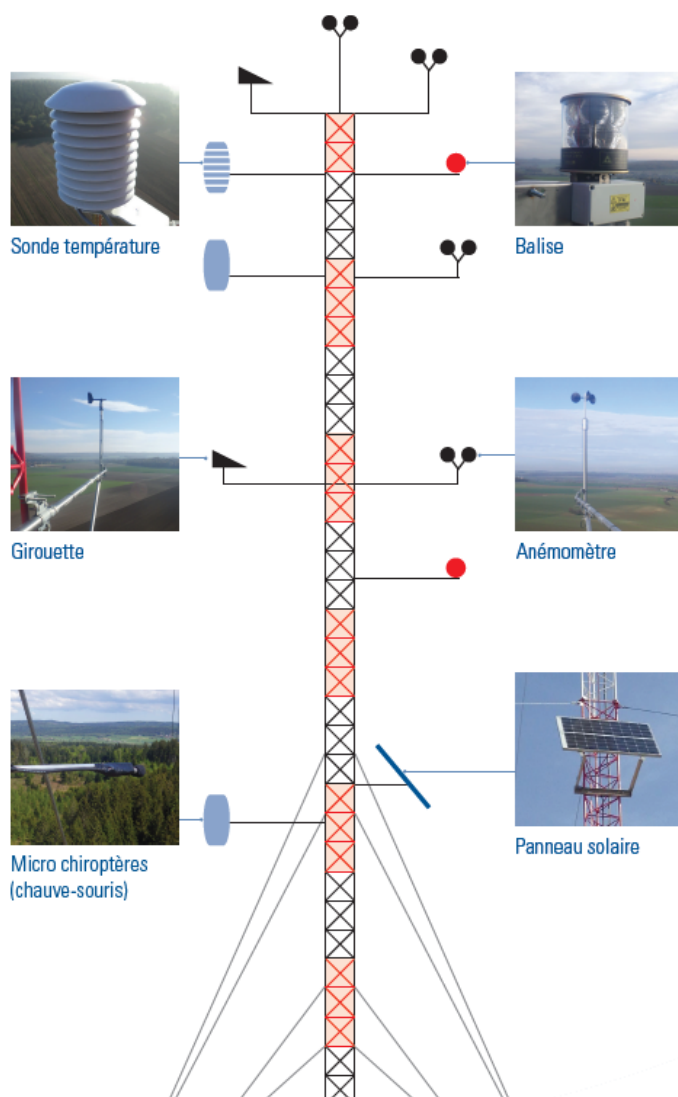 Sonde température
Balise
Girouette
Anémomètre
Micro chiroptères
(chauve-souris)
Panneau solaire